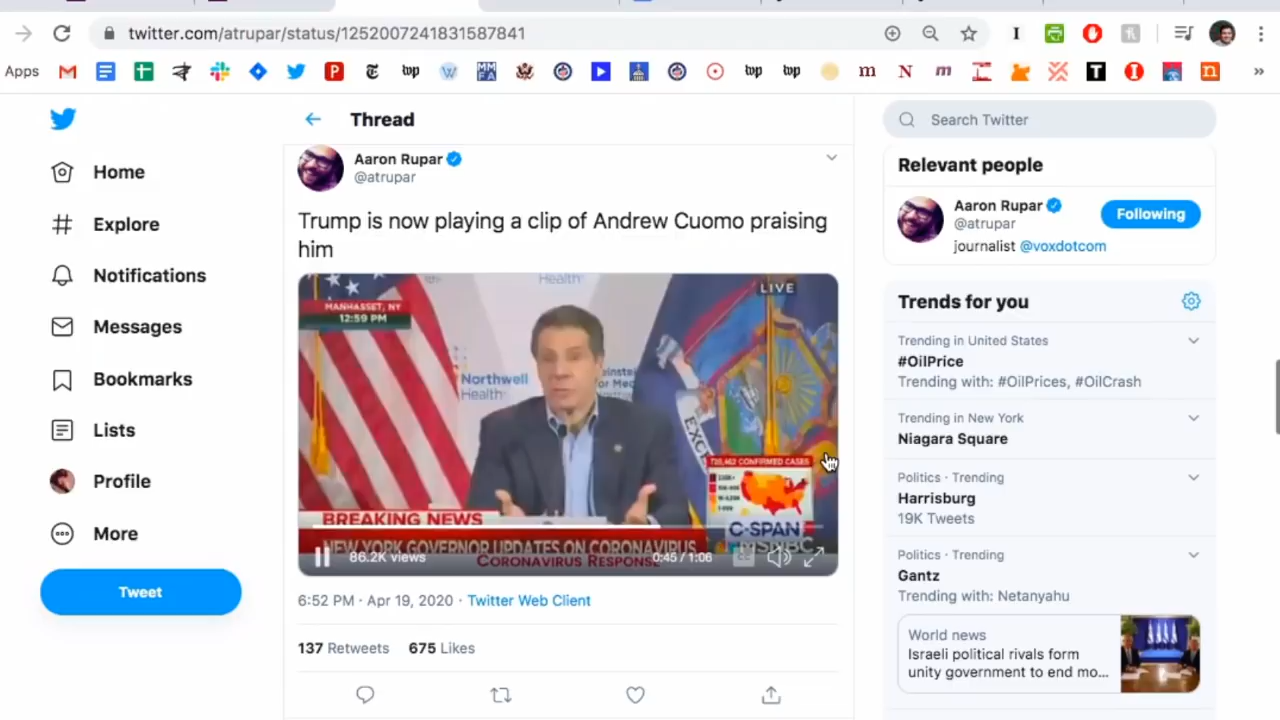 twitter.com/atrupar/status/1252007241831587841
Apps
Home
Explore
Notifications
Messages
Bookmarks
Lists
Profile
More
Tweet
Thread
Aaron Rupar
@atrupar
Trump is now playing a clip of Andrew Cuomo praising
him
Health
LIVE
MANHASSET, NY
12:59 PM
Northwell
Health
BREAKING NEWS
NEW YORK GOVERNOR UPDATES ON CORONAVIRUS
CORONAVIRUS RESPONSE
CONFIRMED CASES
C-SPAN
MSNBC
86.2K views
0:45 / 1:06
6:52 PM · Apr 19, 2020 · Twitter Web Client
137 Retweets 675 Likes
Search Twitter
Relevant people
Aaron Rupar
@atrupar
Following
journalist @voxdotcom
Trends for you
Trending in United States
#OilPrice
Trending with: #OilPrices, #OilCrash
Trending in New York
Niagara Square
Politics · Trending
Harrisburg
19K Tweets
Politics · Trending
Gantz
Trending with: Netanyahu
World news
Israeli political rivals form
unity government to end mo...